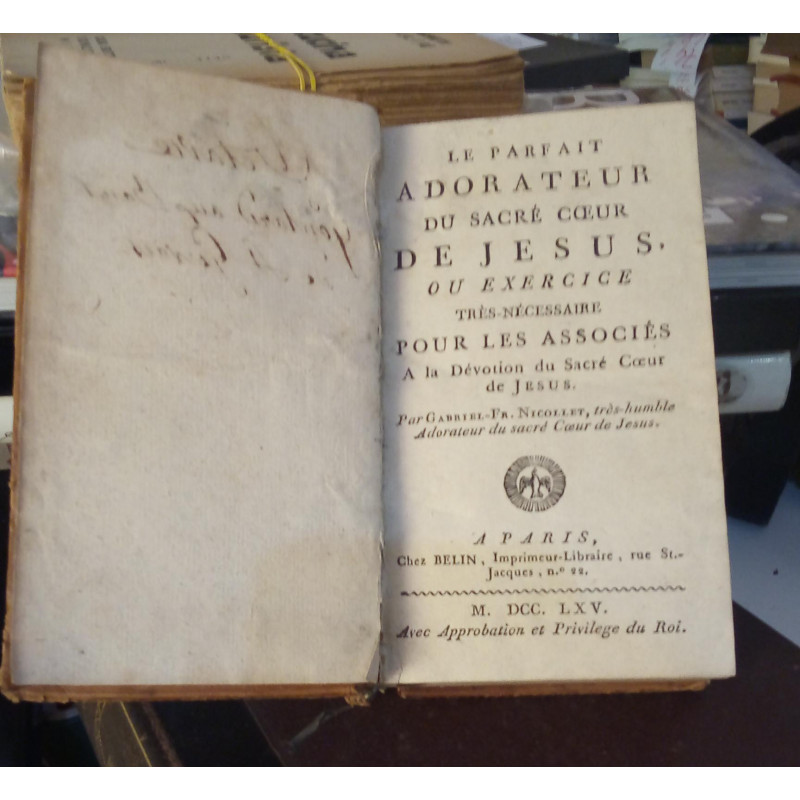 LE PARFAIT
ADORATEUR
DU SACRÉ CŒUR
DE JESUS,
OU EXERCICE
TRÈS-NÉCESSAIRE
POUR LES ASSOCIÉS
A la Dévotion du Sacré Cœur
de JESUS.
Par GABRIEL-FR. NICOLLET, très-humble
Adorateur du sacré Cœur de Jesus.
A PARIS,
Chez BELIN, Imprimeur-Libraire, rue St.-
Jacques, n.º 22.
M. DCC. LXV.
Avec Approbation et Privilege du Roi.